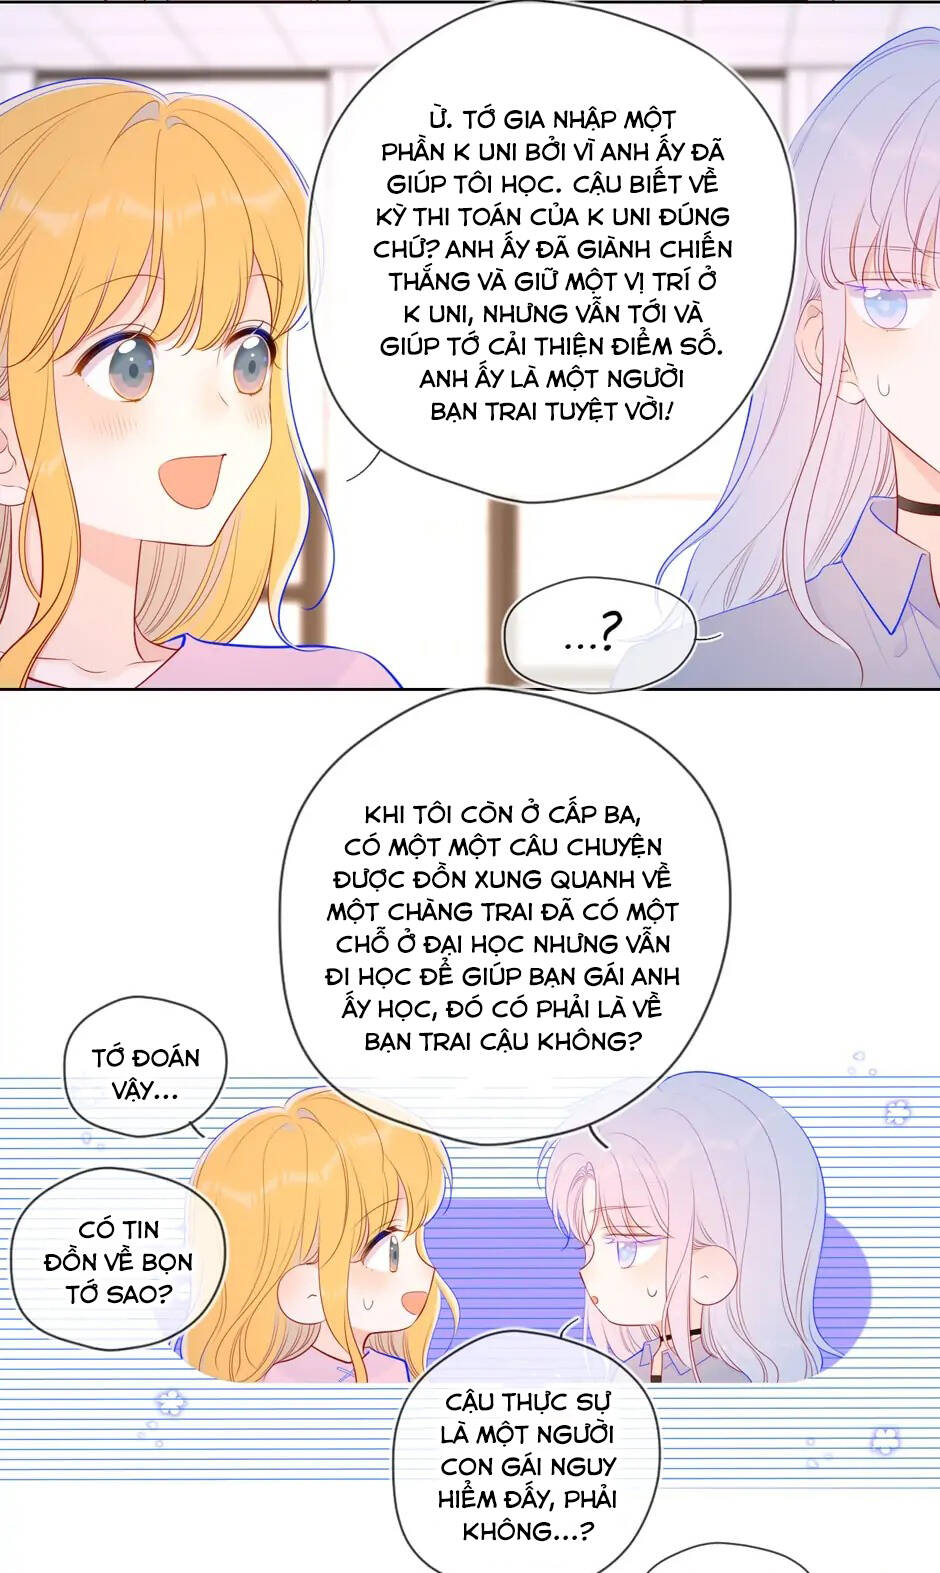 Ừ. TỚ GIA NHẬP MỘT
PHẦN K UNI BỞI VÌ ANH ẤY ĐÃ
GIÚP TÔI HỌC. CẬU BIẾT VỀ
KỲ THI TOÁN CỦA K UNI ĐÚNG
CHỨ? ANH ẤY ĐÃ GIÀNH CHIẾN
THẮNG VÀ GIỮ MỘT VỊ TRÍ Ở
K UNI, NHƯNG VẪN TỚI VÀ
GIÚP TỚ CẢI THIỆN ĐIỂM SỐ.
ANH ẤY LÀ MỘT NGƯỜI
BẠN TRAI TUYỆT VỜI!
...?
KHI TÔI CÒN Ở CẤP BA,
CÓ MỘT MỘT CÂU CHUYỆN
ĐƯỢC ĐỒN XUNG QUANH VỀ
MỘT CHÀNG TRAI ĐÃ CÓ MỘT
CHỖ Ở ĐẠI HỌC NHƯNG VẪN
ĐI HỌC ĐỂ GIÚP BẠN GÁI ANH
ẤY HỌC, ĐÓ CÓ PHẢI LÀ VỀ
BẠN TRAI CẬU KHÔNG?
TỚ ĐOÁN
VẬY...
CÓ TIN
ĐỒN VỀ BỌN
TỚ SAO?
CẬU THỰC SỰ
LÀ MỘT NGƯỜI
CON GÁI NGUY
HIỂM ĐẤY, PHẢI
KHÔNG...?